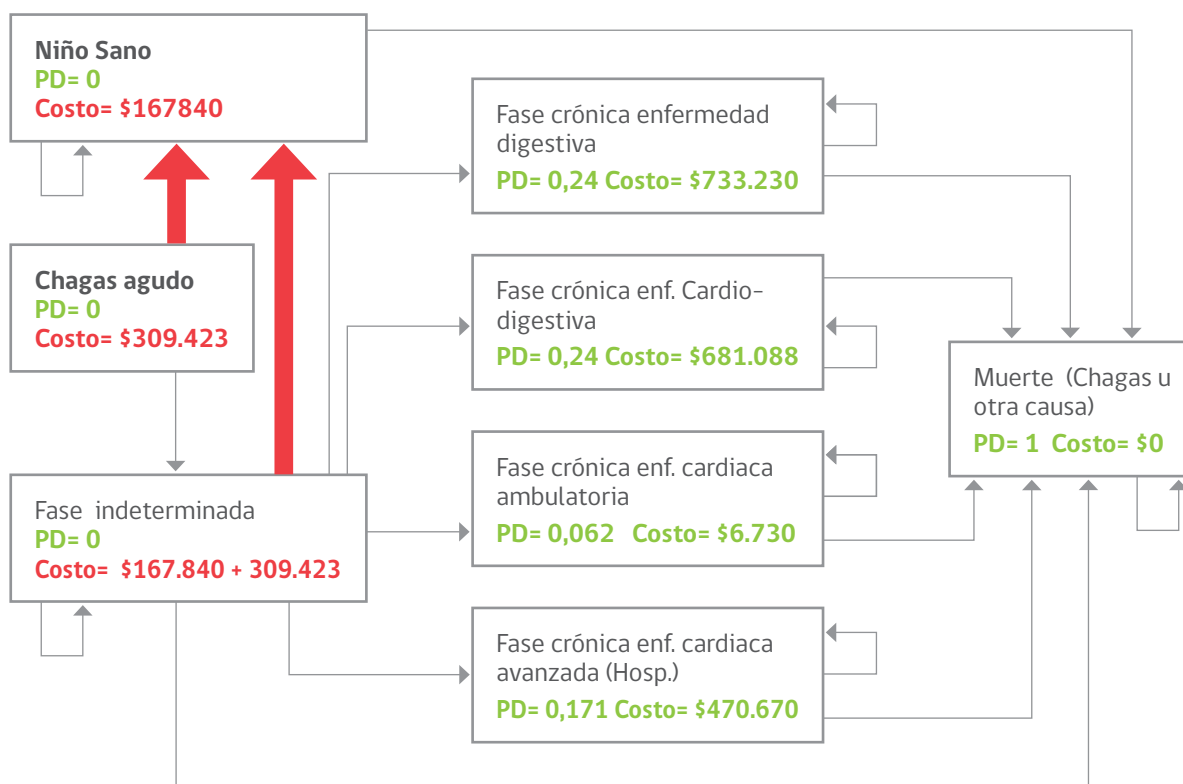 Niño Sano
PD= 0
Costo= $167840
Chagas agudo
PD= 0
Costo= $309.423
Fase indeterminada
PD= 0
Costo= $167.840 + 309.423
Fase crónica enfermedad
digestiva
PD= 0,24 Costo= $733.230
Fase crónica enf. Cardio-
digestiva
PD= 0,24 Costo= $681.088
Fase crónica enf. cardiaca
ambulatoria
PD= 0,062 Costo= $6.730
Fase crónica enf. cardiaca
avanzada (Hosp.)
PD= 0,171 Costo= $470.670
Muerte (Chagas u
otra causa)
PD= 1 Costo= $0